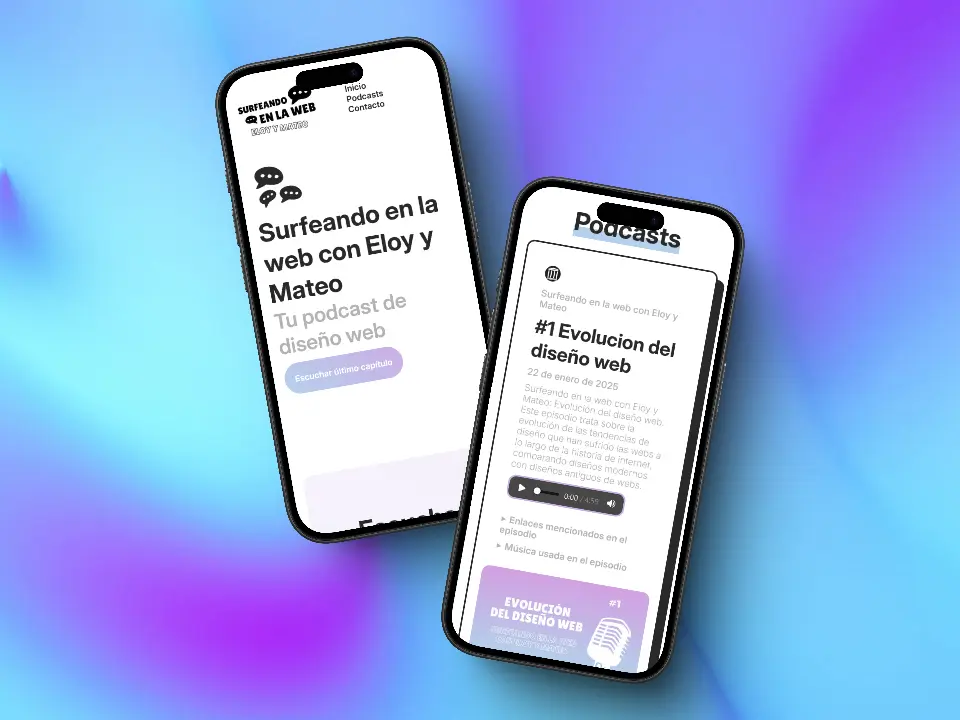 SURFEANDO
EN LA WEB
ELOY Y MATEO
Inicio
Podcasts
Contacto
Surfeando en la
web con Eloy y
Mateo
Tu podcast de
diseño web
Escuchar último capítulo
Podcasts
Surfeando en la web con Eloy y
Mateo
#1 Evolucion del
diseño web
22 de enero de 2025
Surfeando en la web con Eloy y
Mateo: Evolución del diseño web.
Este episodio trata sobre la
evolución de las tendencias de
diseño que han sufrido las webs a
lo largo de la historia de internet,
comparando diseños modernos
con diseños antiguos de webs.
0:00 / 4:59
▸ Enlaces mencionados en el
episodio
▸ Música usada en el episodio
#1
EVOLUCIÓN
DEL DISEÑO WEB